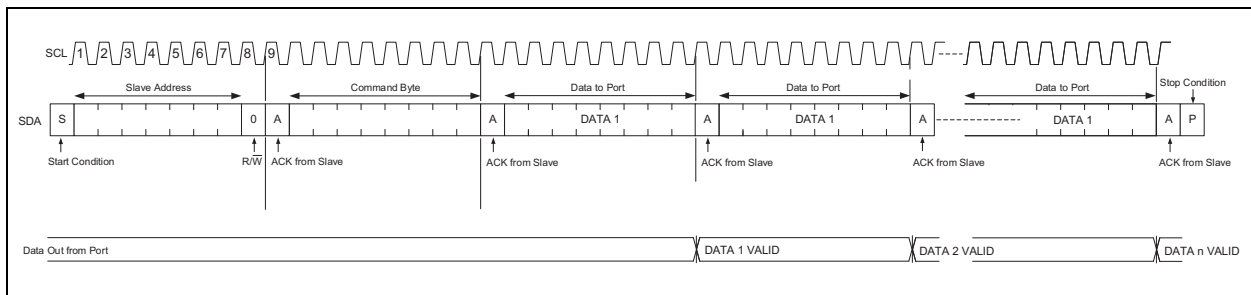 SCL 1 2 3 4 5 6 7 8 9
Slave Address Command Byte Data to Port Data to Port Data to Port Stop Condition
SDA S 0 A A DATA 1 A DATA 1 A DATA 1 A P
Start Condition R/W ACK from Slave ACK from Slave ACK from Slave ACK from Slave ACK from Slave
Data Out from Port DATA 1 VALID DATA 2 VALID DATA n VALID